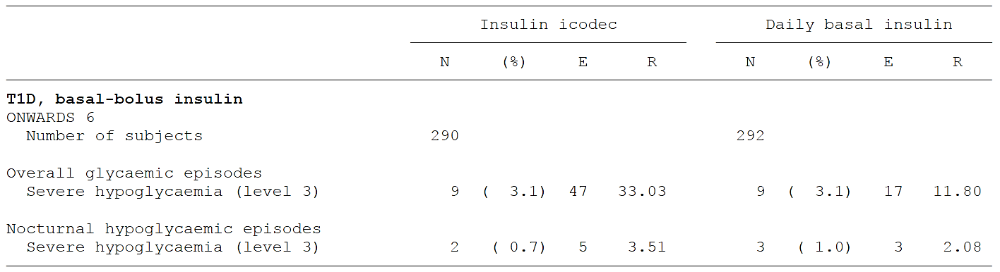 Insulin icodec Daily basal insulin
N (%) E R N (%) E R
T1D, basal-bolus insulin
ONWARDS 6
Number of subjects 290 292
Overall glycaemic episodes
Severe hypoglycaemia (level 3) 9 ( 3.1) 47 33.03 9 ( 3.1) 17 11.80
Nocturnal hypoglycaemic episodes
Severe hypoglycaemia (level 3) 2 ( 0.7) 5 3.51 3 ( 1.0) 3 2.08